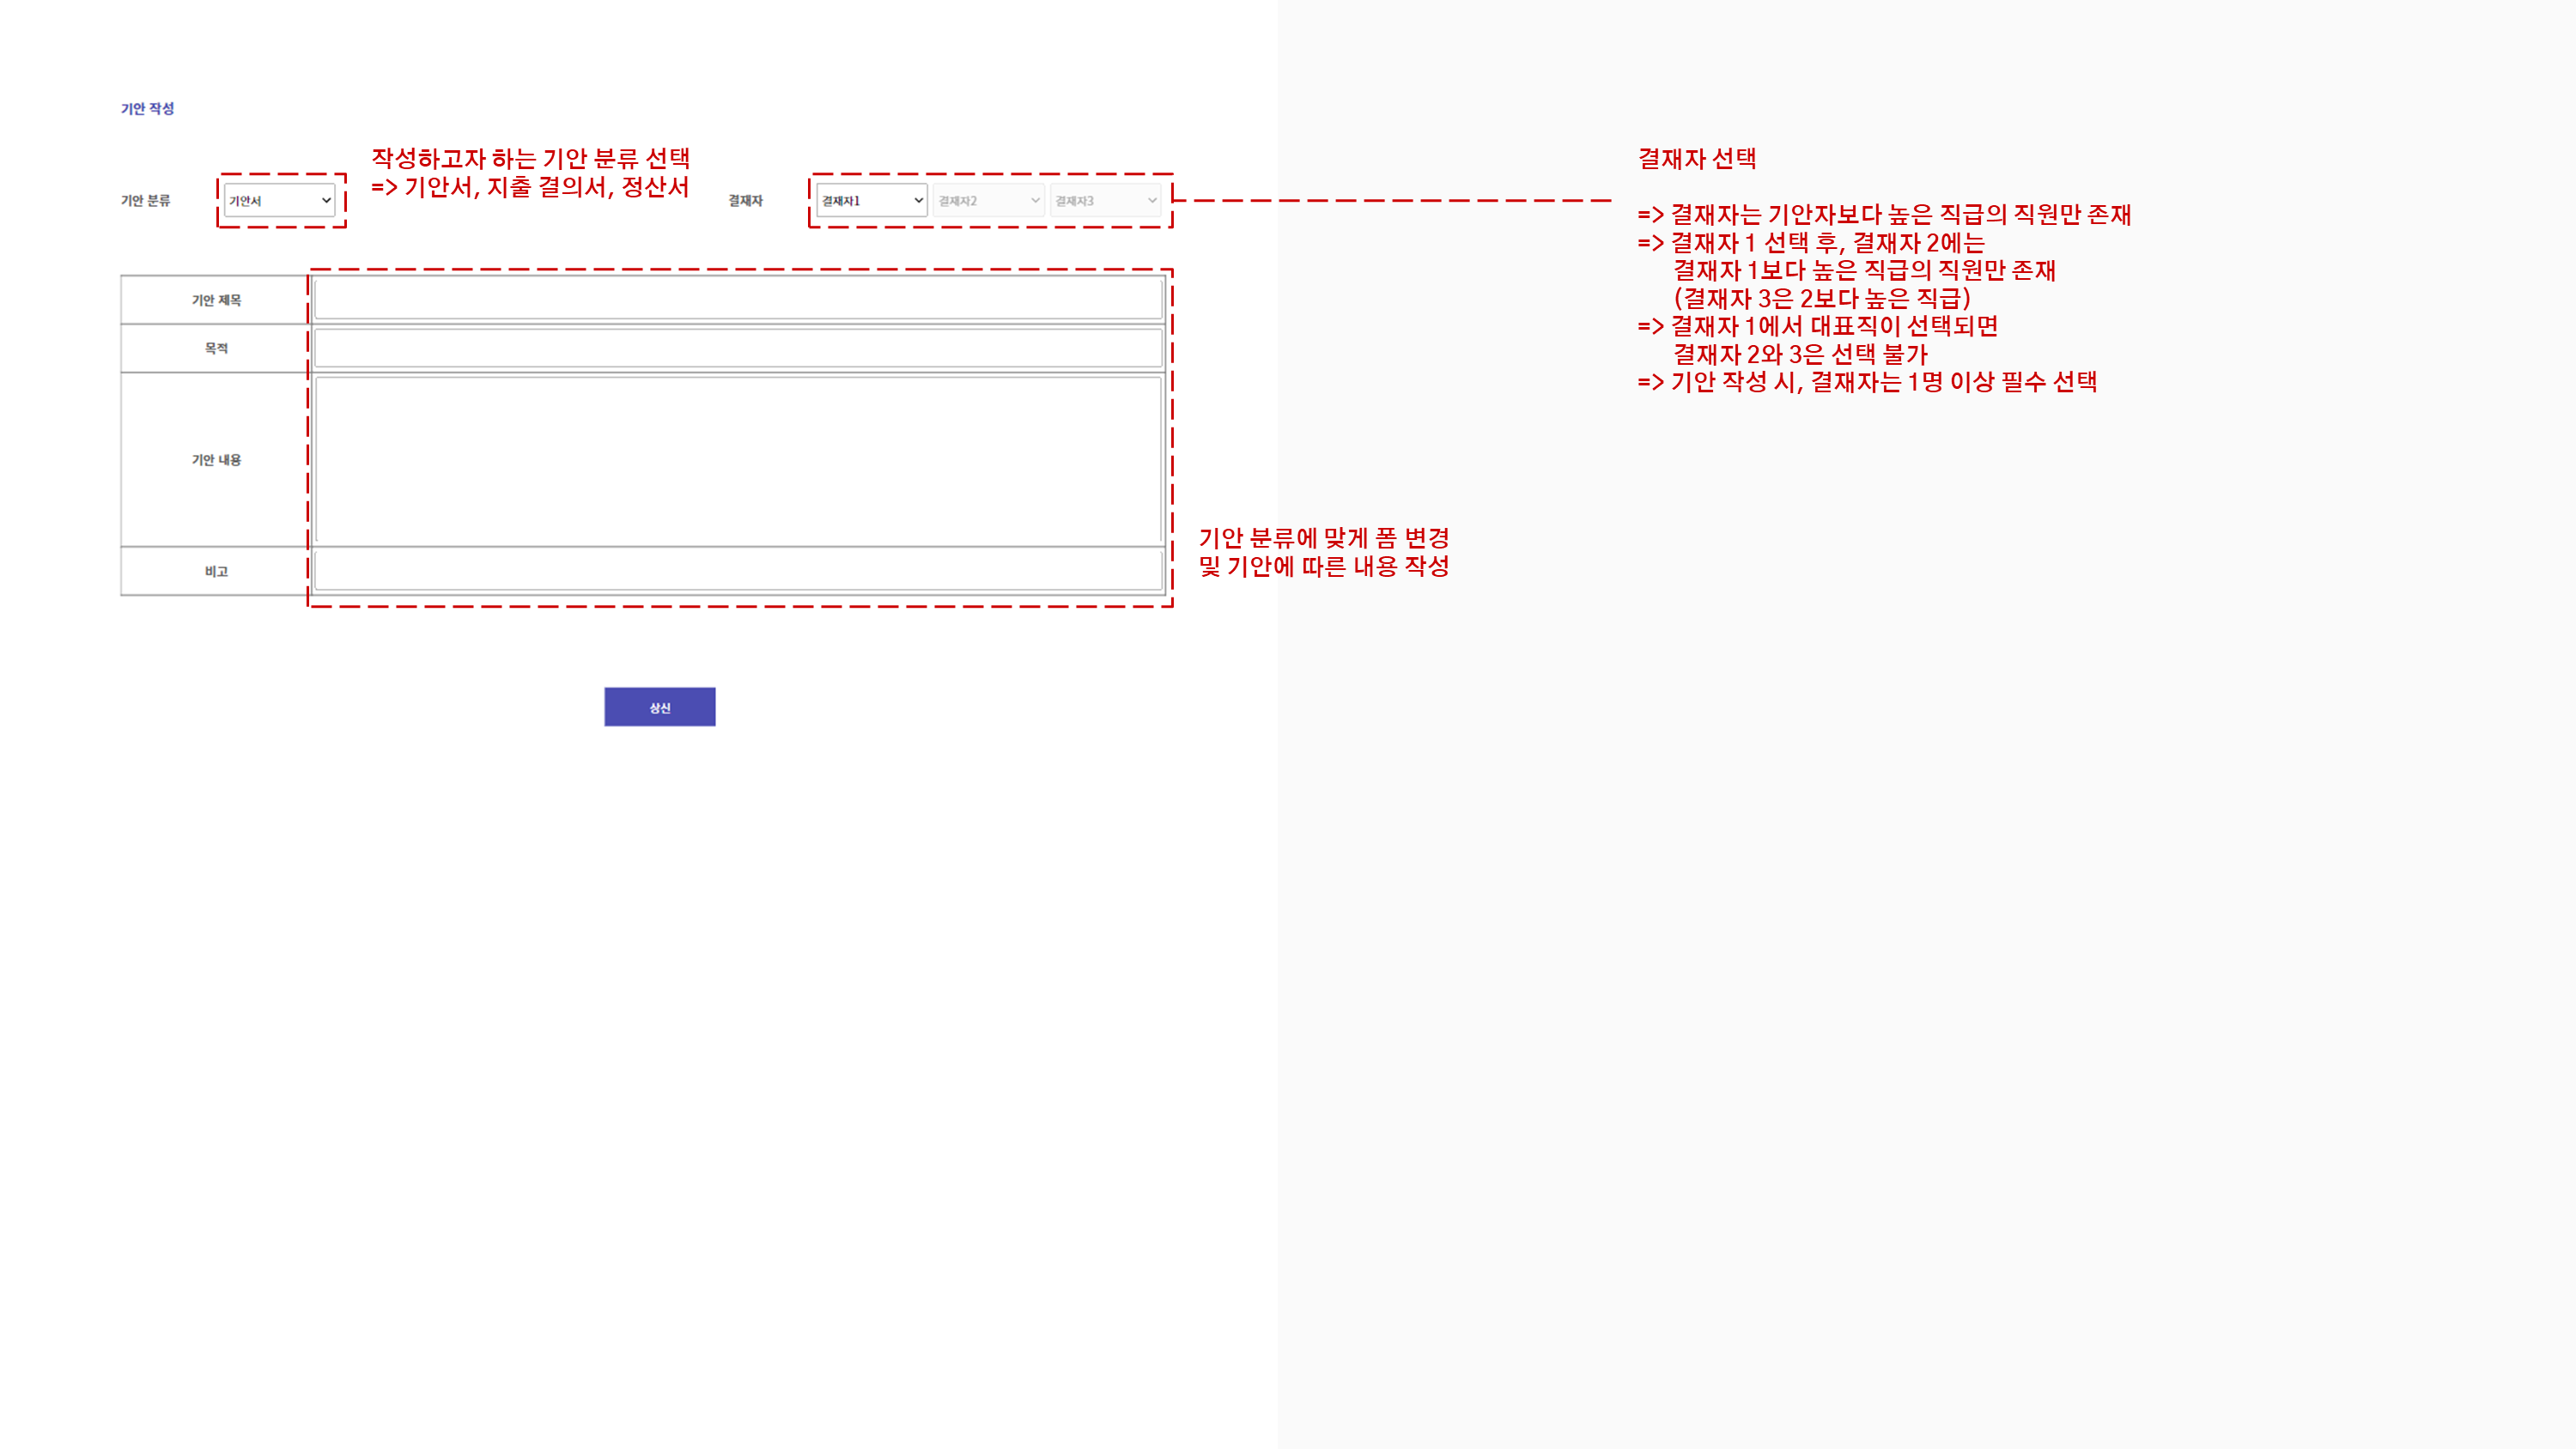 기안 작성
작성하고자 하는 기안 분류 선택
=> 기안서, 지출 결의서, 정산서
기안 분류
기안서
결재자
결재자1
결재자2
결재자3
결재자 선택
=> 결재자는 기안자보다 높은 직급의 직원만 존재
=> 결재자 1 선택 후, 결재자 2에는
결재자 1보다 높은 직급의 직원만 존재
(결재자 3은 2보다 높은 직급)
=> 결재자 1에서 대표직이 선택되면
결재자 2와 3은 선택 불가
=> 기안 작성 시, 결재자는 1명 이상 필수 선택
기안 제목
목적
기안 내용
비고
기안 분류에 맞게 폼 변경
및 기안에 따른 내용 작성
상신